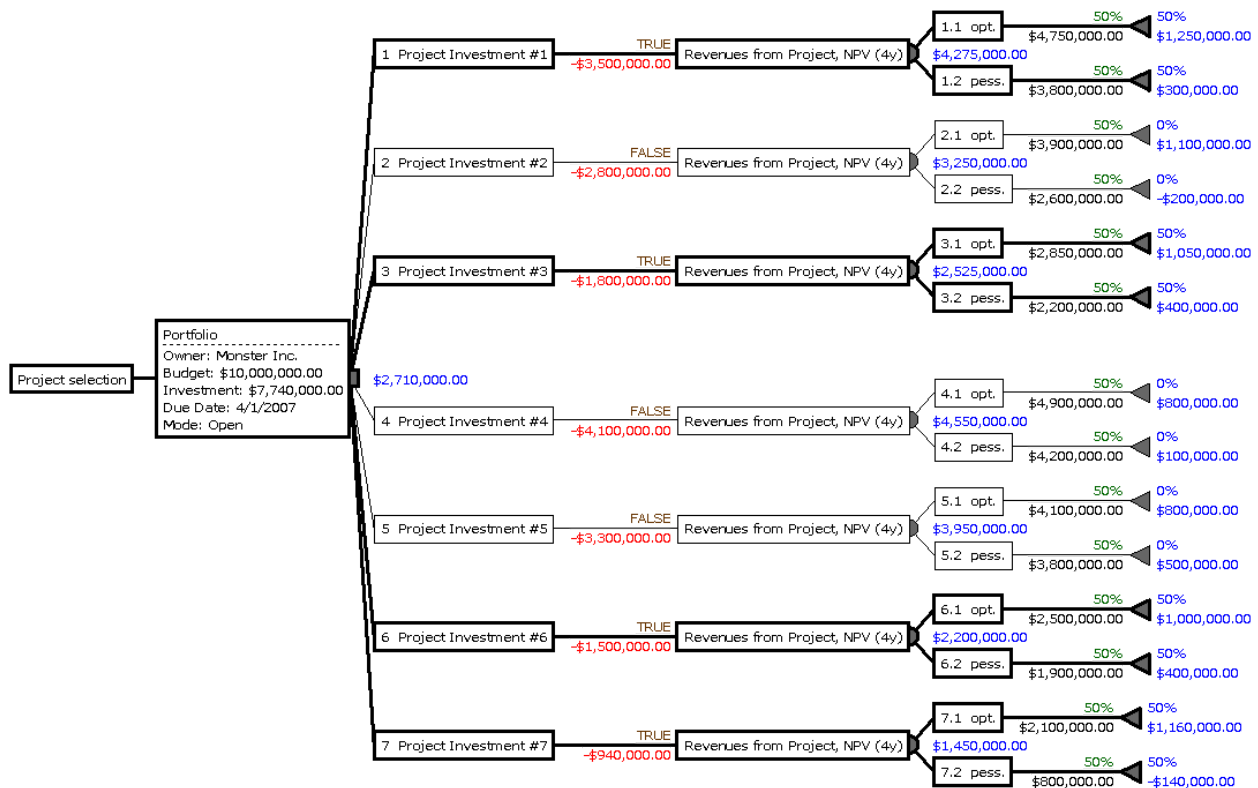 Project selection
Portfolio
Owner: Monster Inc.
Budget: $10,000,000.00
Investment: $7,740,000.00
Due Date: 4/1/2007
Mode: Open
$2,710,000.00
1 Project Investment #1
TRUE
-$3,500,000.00
Revenues from Project, NPV (4y)
$4,275,000.00
1.1 opt.
50%
$4,750,000.00
50%
$1,250,000.00
1.2 pess.
50%
$3,800,000.00
50%
$300,000.00
2 Project Investment #2
FALSE
-$2,800,000.00
Revenues from Project, NPV (4y)
$3,250,000.00
2.1 opt.
50%
$3,900,000.00
0%
$1,100,000.00
2.2 pess.
50%
$2,600,000.00
0%
-$200,000.00
3 Project Investment #3
TRUE
-$1,800,000.00
Revenues from Project, NPV (4y)
$2,525,000.00
3.1 opt.
50%
$2,850,000.00
50%
$1,050,000.00
3.2 pess.
50%
$2,200,000.00
50%
$400,000.00
4 Project Investment #4
FALSE
-$4,100,000.00
Revenues from Project, NPV (4y)
$4,550,000.00
4.1 opt.
50%
$4,900,000.00
0%
$800,000.00
4.2 pess.
50%
$4,200,000.00
0%
$100,000.00
5 Project Investment #5
FALSE
-$3,300,000.00
Revenues from Project, NPV (4y)
$3,950,000.00
5.1 opt.
50%
$4,100,000.00
0%
$800,000.00
5.2 pess.
50%
$3,800,000.00
0%
$500,000.00
6 Project Investment #6
TRUE
-$1,500,000.00
Revenues from Project, NPV (4y)
$2,200,000.00
6.1 opt.
50%
$2,500,000.00
50%
$1,000,000.00
6.2 pess.
50%
$1,900,000.00
50%
$400,000.00
7 Project Investment #7
TRUE
-$940,000.00
Revenues from Project, NPV (4y)
$1,450,000.00
7.1 opt.
50%
$2,100,000.00
50%
$1,160,000.00
7.2 pess.
50%
$800,000.00
50%
-$140,000.00